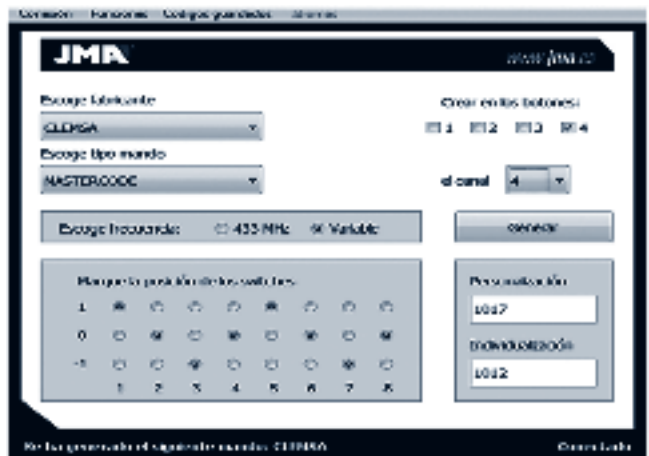 Conexión Funciones Códigos guardados Idiomas
JMA
www.jma.es
Escoge fabricante
CLEMSA
Escoge tipo mando
MASTERCODE
Crear en los botones:
1 2 3 4
el canal 4
Escoge frecuencia: 433 MHz Variable
Generar
Marque la posición de los switches
1
0
-1
1 2 3 4 5 6 7 8
Personalización
1017
Individualización
1012
Se ha generado el siguiente mando: CLEMSA
Conectado